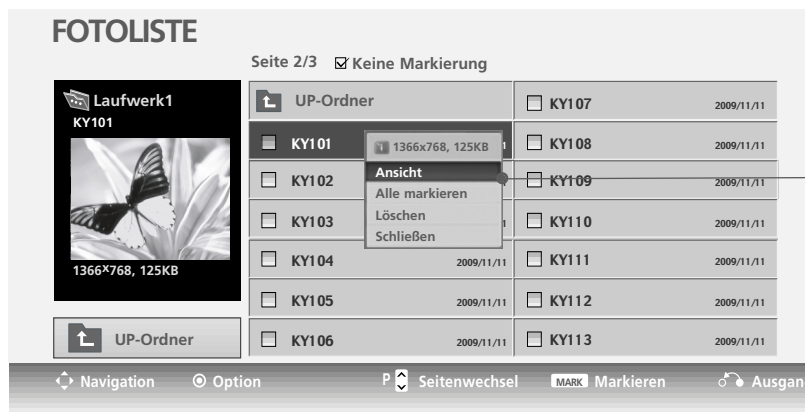 FOTOLISTE
Seite 2/3 Keine Markierung
Laufwerk1
KY101
1366x768, 125KB
UP-Ordner
UP-Ordner
KY101 1
KY102
KY103 1
KY104 2009/11/11
KY105 2009/11/11
KY106 2009/11/11
1366x768, 125KB
Ansicht
Alle markieren
Löschen
Schließen
KY107 2009/11/11
KY108 2009/11/11
KY109 2009/11/11
KY110 2009/11/11
KY111 2009/11/11
KY112 2009/11/11
KY113 2009/11/11
Navigation Option P Seitenwechsel MARK Markieren Ausgan